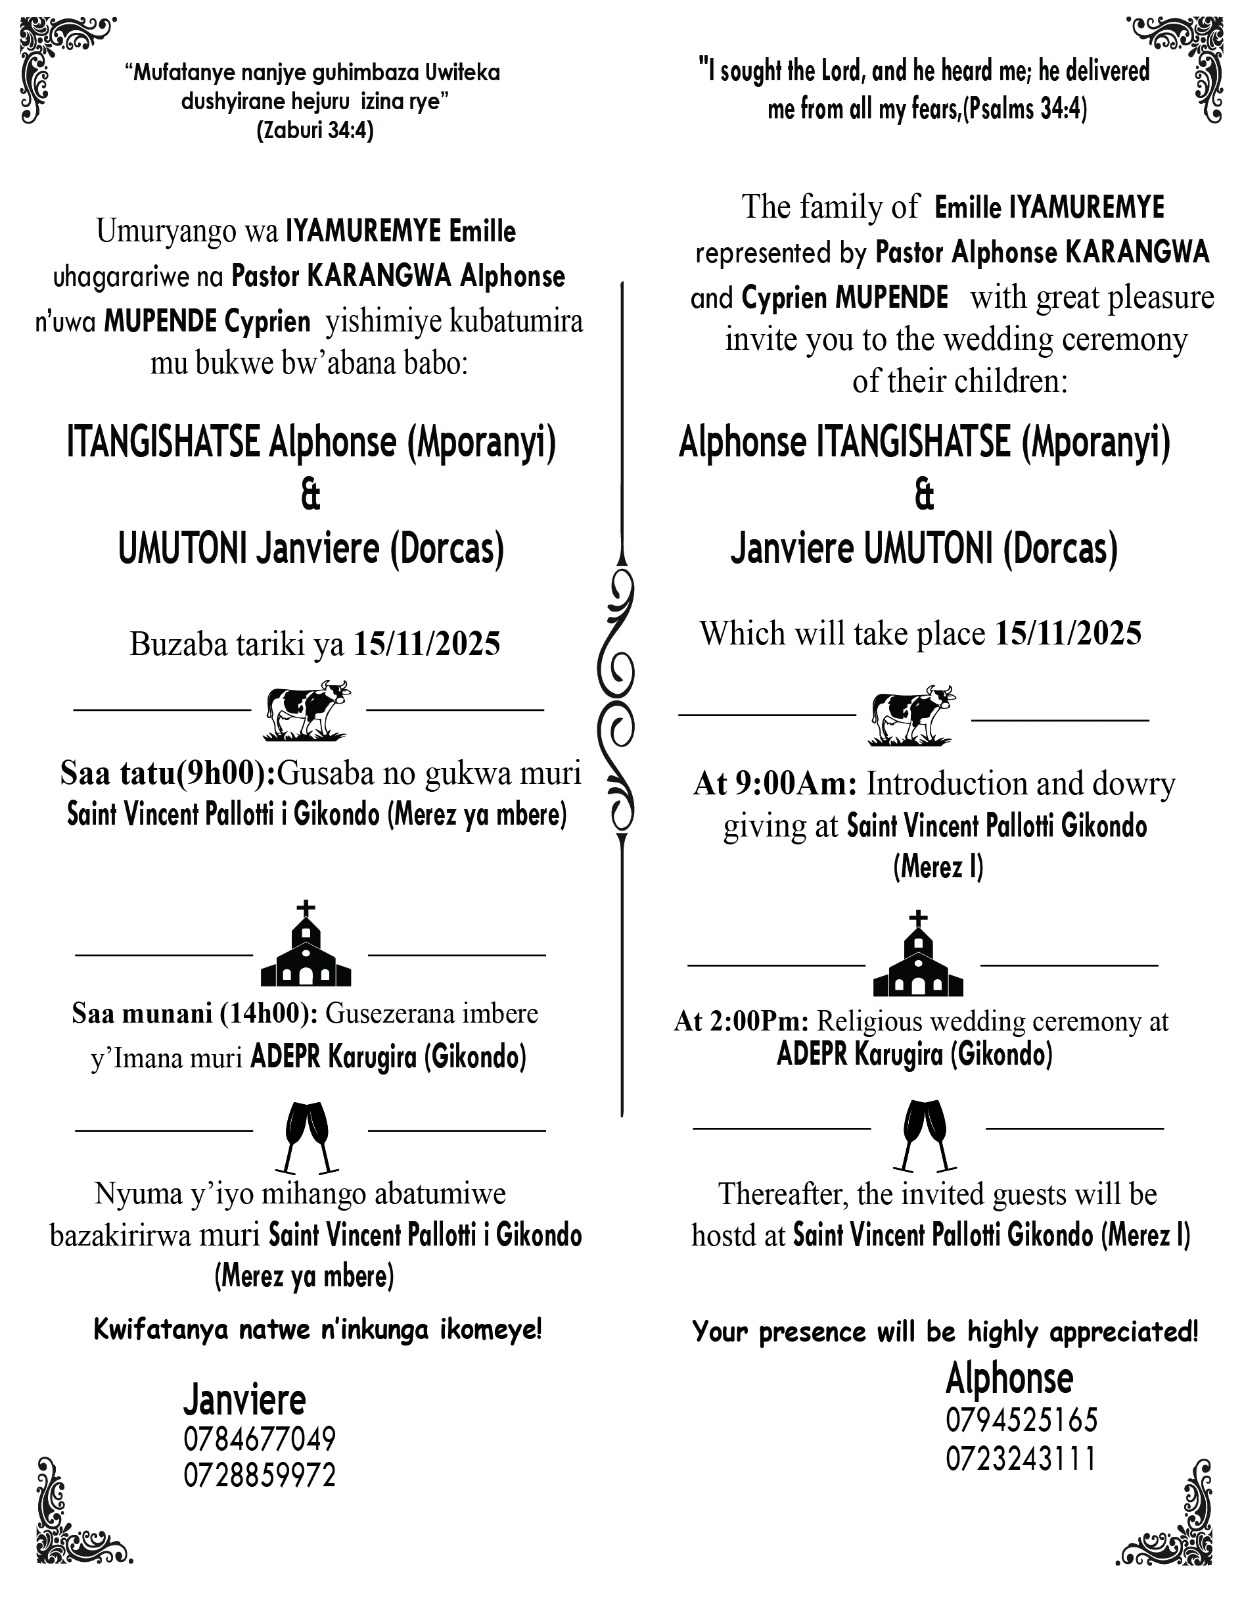 “Mufatanye nanjye guhimbaza Uwiteka
dushyirane hejuru izina rye”
(Zaburi 34:4)
Umuryango wa IYAMUREMYE Emille
uhagarariwe na Pastor KARANGWA Alphonse
n’uwa MUPENDE Cyprien yishimiye kubatumira
mu bukwe bw’abana babo:
ITANGISHATSE Alphonse (Mporanyi)
&
UMUTONI Janviere (Dorcas)
Buzaba tariki ya 15/11/2025
Saa tatu(9h00):Gusaba no gukwa muri
Saint Vincent Pallotti i Gikondo (Merez ya mbere)
Saa munani (14h00): Gusezerana imbere
y’Imana muri ADEPR Karugira (Gikondo)
Nyuma y’iyo mihango abatumiwe
bazakirirwa muri Saint Vincent Pallotti i Gikondo
(Merez ya mbere)
Kwifatanya natwe n’inkunga ikomeye!
Janviere
0784677049
0728859972
"I sought the Lord, and he heard me; he delivered
me from all my fears,(Psalms 34:4)
The family of Emille IYAMUREMYE
represented by Pastor Alphonse KARANGWA
and Cyprien MUPENDE with great pleasure
invite you to the wedding ceremony
of their children:
Alphonse ITANGISHATSE (Mporanyi)
&
Janviere UMUTONI (Dorcas)
Which will take place 15/11/2025
At 9:00Am: Introduction and dowry
giving at Saint Vincent Pallotti Gikondo
(Merez I)
At 2:00Pm: Religious wedding ceremony at
ADEPR Karugira (Gikondo)
Thereafter, the invited guests will be
hostd at Saint Vincent Pallotti Gikondo (Merez I)
Your presence will be highly appreciated!
Alphonse
0794525165
0723243111